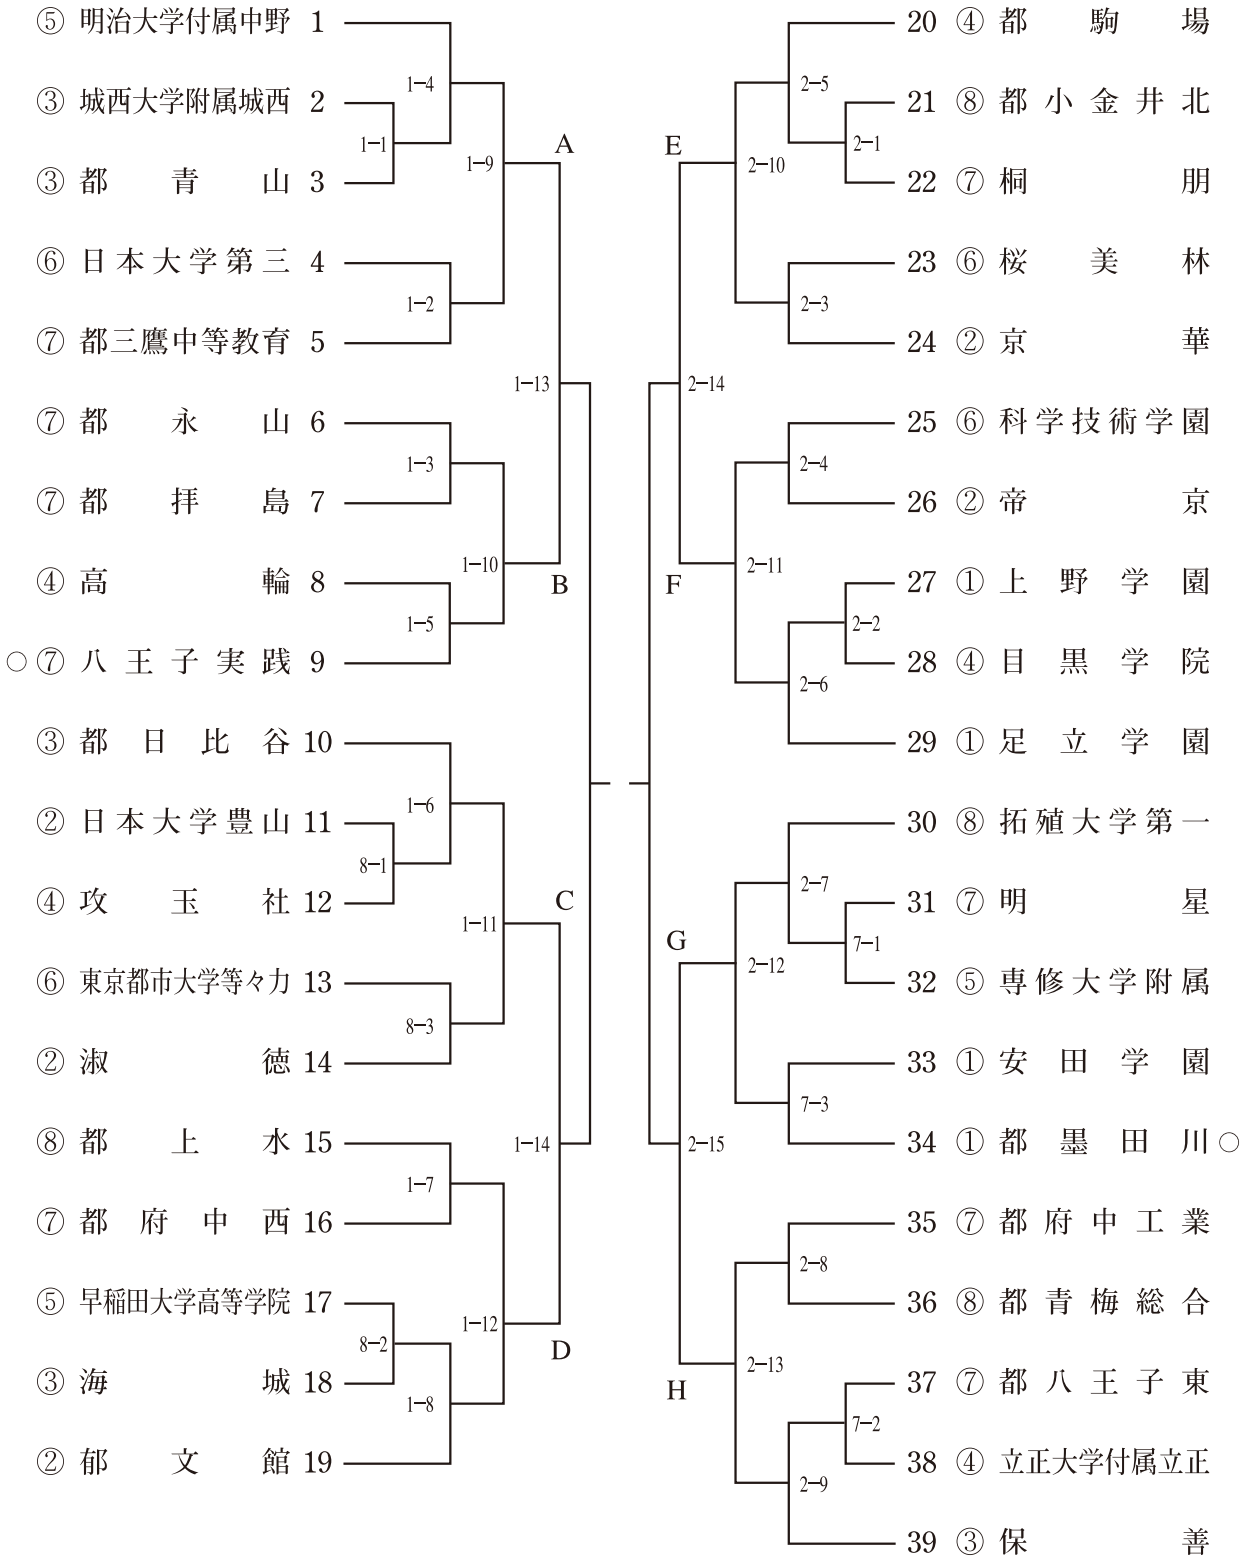 ⑤ 明治大学付属中野 1
1−4
③ 城西大学附属城西 2
1−1
A
③ 都青山 3
1−9
⑥ 日本大学第三 4
1−2
⑦ 都三鷹中等教育 5
1−13
⑦ 都永山 6
1−3
⑦ 都拝島 7
1−10
④ 高輪 8
B
1−5
○ ⑦ 八王子実践 9
③ 都日比谷 10
1−6
② 日本大学豊山 11
8−1
④ 攻玉社 12
C
1−11
⑥ 東京都市大学等々力 13
8−3
② 淑徳 14
⑧ 都上水 15
1−14
1−7
⑦ 都府中西 16
⑤ 早稲田大学高等学院 17
1−12
8−2
D
③ 海城 18
1−8
② 郁文館 19
20 ④ 都駒場
2−5
21 ⑧ 都小金井北
2−1
E
2−10
22 ⑦ 桐朋
23 ⑥ 桜美林
2−3
24 ② 京華
2−14
25 ⑥ 科学技術学園
2−4
26 ② 帝京
2−11
F
27 ① 上野学園
2−2
28 ④ 目黒学院
2−6
29 ① 足立学園
30 ⑧ 拓殖大学第一
2−7
31 ⑦ 明星
7−1
G
2−12
32 ⑤ 専修大学附属
33 ① 安田学園
7−3
34 ① 都墨田川 ○
2−15
35 ⑦ 都府中工業
2−8
36 ⑧ 都青梅総合
2−13
H
37 ⑦ 都八王子東
7−2
38 ④ 立正大学付属立正
2−9
39 ③ 保善